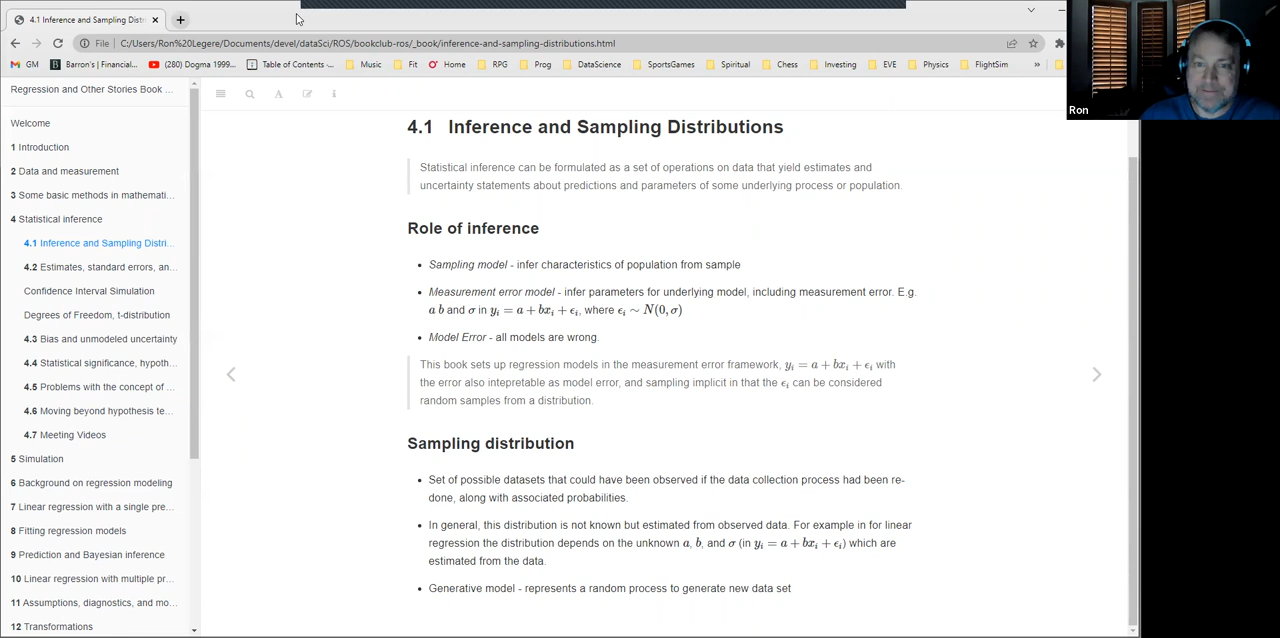 4.1 Inference and Sampling Distri
File
C:/Users/Ron%20Legere/Documents/devel/dataSci/ROS/bookclub-ros/_book/inference-and-sampling-distributions.html
GM
Barron's | Financial...
(280) Dogma 1999...
Table of Contents -...
Music
Fit
Home
RPG
Prog
DataScience
SportsGames
Spiritual
Chess
Investing
EVE
Physics
FlightSim
»
Ron
Regression and Other Stories Book ...
Welcome
1 Introduction
2 Data and measurement
3 Some basic methods in mathemati...
4 Statistical inference
4.1 Inference and Sampling Distri...
4.2 Estimates, standard errors, an...
Confidence Interval Simulation
Degrees of Freedom, t-distribution
4.3 Bias and unmodeled uncertainty
4.4 Statistical significance, hypoth...
4.5 Problems with the concept of ...
4.6 Moving beyond hypothesis te...
4.7 Meeting Videos
5 Simulation
6 Background on regression modeling
7 Linear regression with a single pre...
8 Fitting regression models
9 Prediction and Bayesian inference
10 Linear regression with multiple pr...
11 Assumptions, diagnostics, and mo...
12 Transformations
4.1 Inference and Sampling Distributions
Statistical inference can be formulated as a set of operations on data that yield estimates and
uncertainty statements about predictions and parameters of some underlying process or population.
Role of inference
• Sampling model - infer characteristics of population from sample
• Measurement error model - infer parameters for underlying model, including measurement error. E.g.
a b and σ in yᵢ = a + bxᵢ + ϵᵢ, where ϵᵢ ∼ N(0, σ)
• Model Error - all models are wrong.
This book sets up regression models in the measurement error framework, yᵢ = a + bxᵢ + ϵᵢ with
the error also intepretable as model error, and sampling implicit in that the ϵᵢ can be considered
random samples from a distribution.
Sampling distribution
• Set of possible datasets that could have been observed if the data collection process had been re-
done, along with associated probabilities.
• In general, this distribution is not known but estimated from observed data. For example in for linear
regression the distribution depends on the unknown a, b, and σ (in yᵢ = a + bxᵢ + ϵᵢ) which are
estimated from the data.
• Generative model - represents a random process to generate new data set